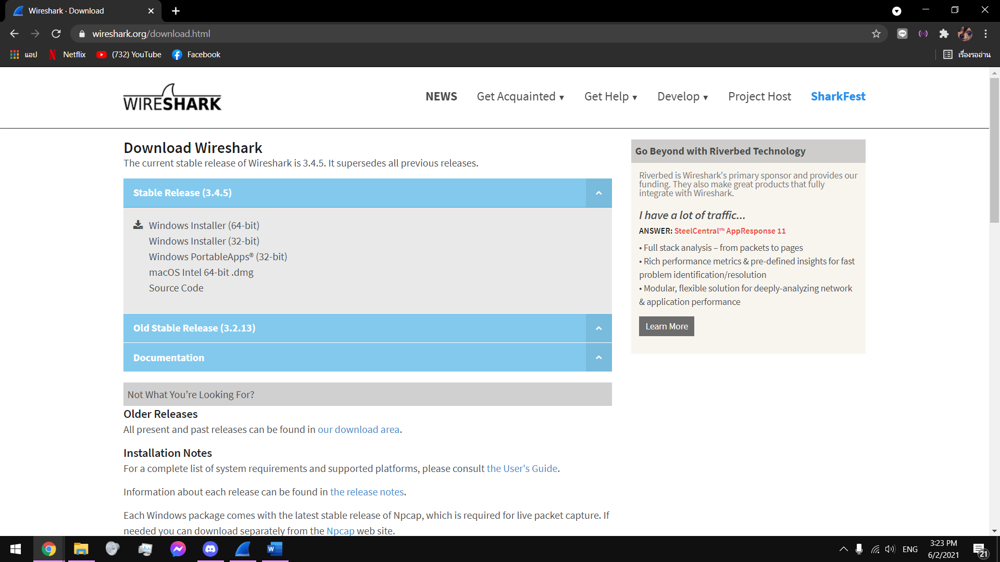 Wireshark · Download
wireshark.org/download.html
แอป
Netflix
(732) YouTube
Facebook
เรื่องรออ่าน
WIRESHARK
NEWS
Get Acquainted ▼
Get Help ▼
Develop ▼
Project Host
SharkFest
Download Wireshark
The current stable release of Wireshark is 3.4.5. It supersedes all previous releases.
Stable Release (3.4.5)
Windows Installer (64-bit)
Windows Installer (32-bit)
Windows PortableApps® (32-bit)
macOS Intel 64-bit .dmg
Source Code
Old Stable Release (3.2.13)
Documentation
Not What You’re Looking For?
Older Releases
All present and past releases can be found in our download area.
Installation Notes
For a complete list of system requirements and supported platforms, please consult the User's Guide.
Information about each release can be found in the release notes.
Each Windows package comes with the latest stable release of Npcap, which is required for live packet capture. If
needed you can download separately from the Npcap web site.
Go Beyond with Riverbed Technology
Riverbed is Wireshark's primary sponsor and provides our
funding. They also make great products that fully
integrate with Wireshark.
I have a lot of traffic...
ANSWER: SteelCentral™ AppResponse 11
• Full stack analysis – from packets to pages
• Rich performance metrics & pre-defined insights for fast
problem identification/resolution
• Modular, flexible solution for deeply-analyzing network
& application performance
Learn More
ENG
3:23 PM
6/2/2021
21